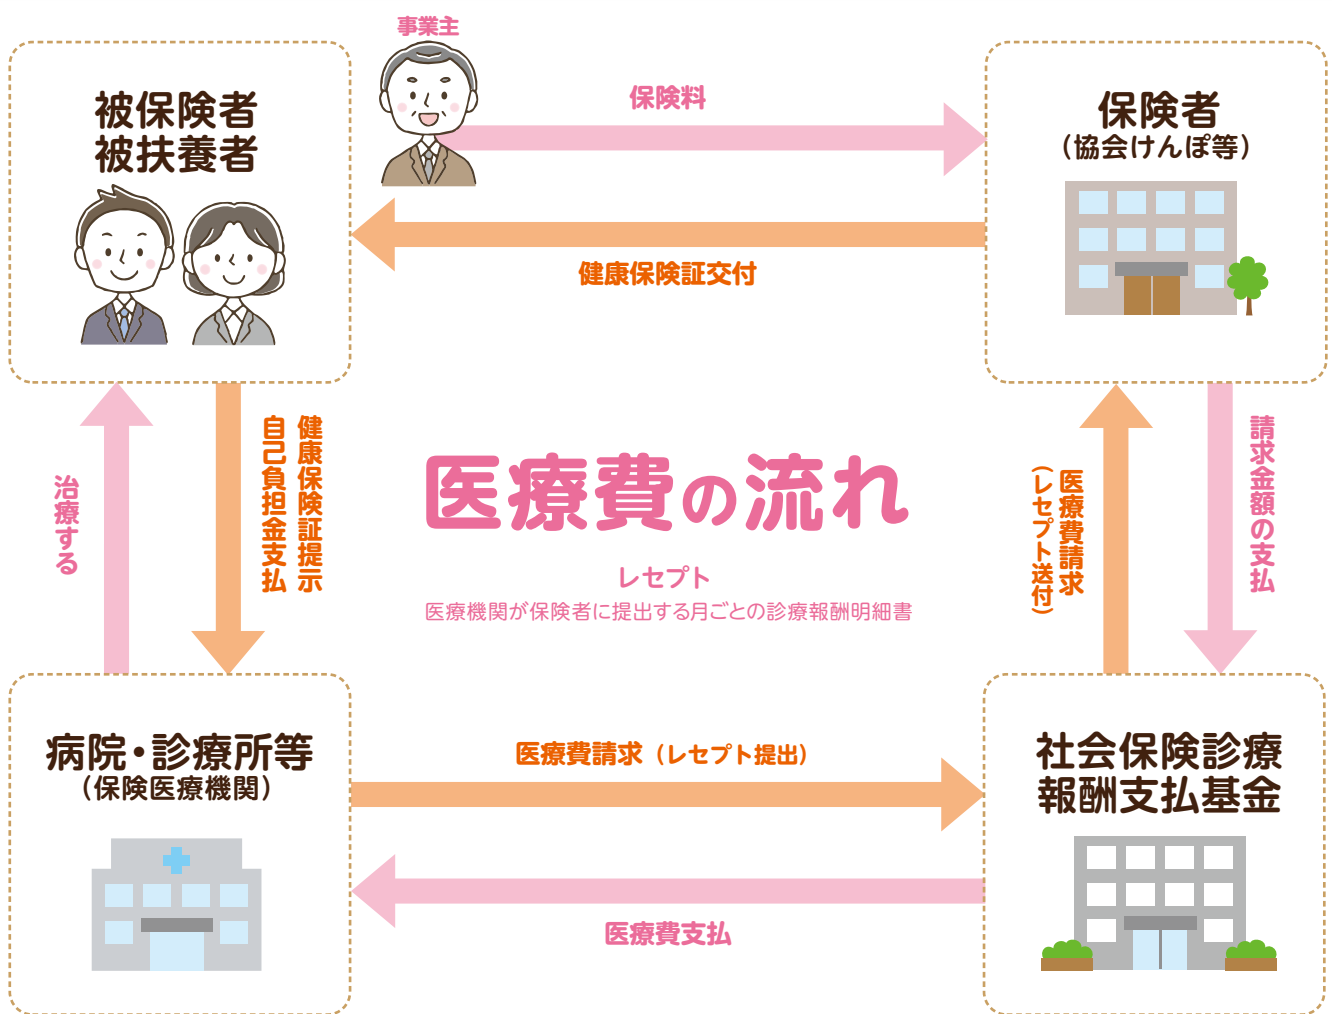 事業主
被保険者
被扶養者
保険料
保険者
（協会けんぽ等）
健康保険証交付
治療する
健康保険証提示
自己負担金支払
医療費の流れ
レセプト
医療機関が保険者に提出する月ごとの診療報酬明細書
医療費請求
（レセプト送付）
請求金額の支払
病院・診療所等
（保険医療機関）
医療費請求（レセプト提出）
医療費支払
社会保険診療
報酬支払基金